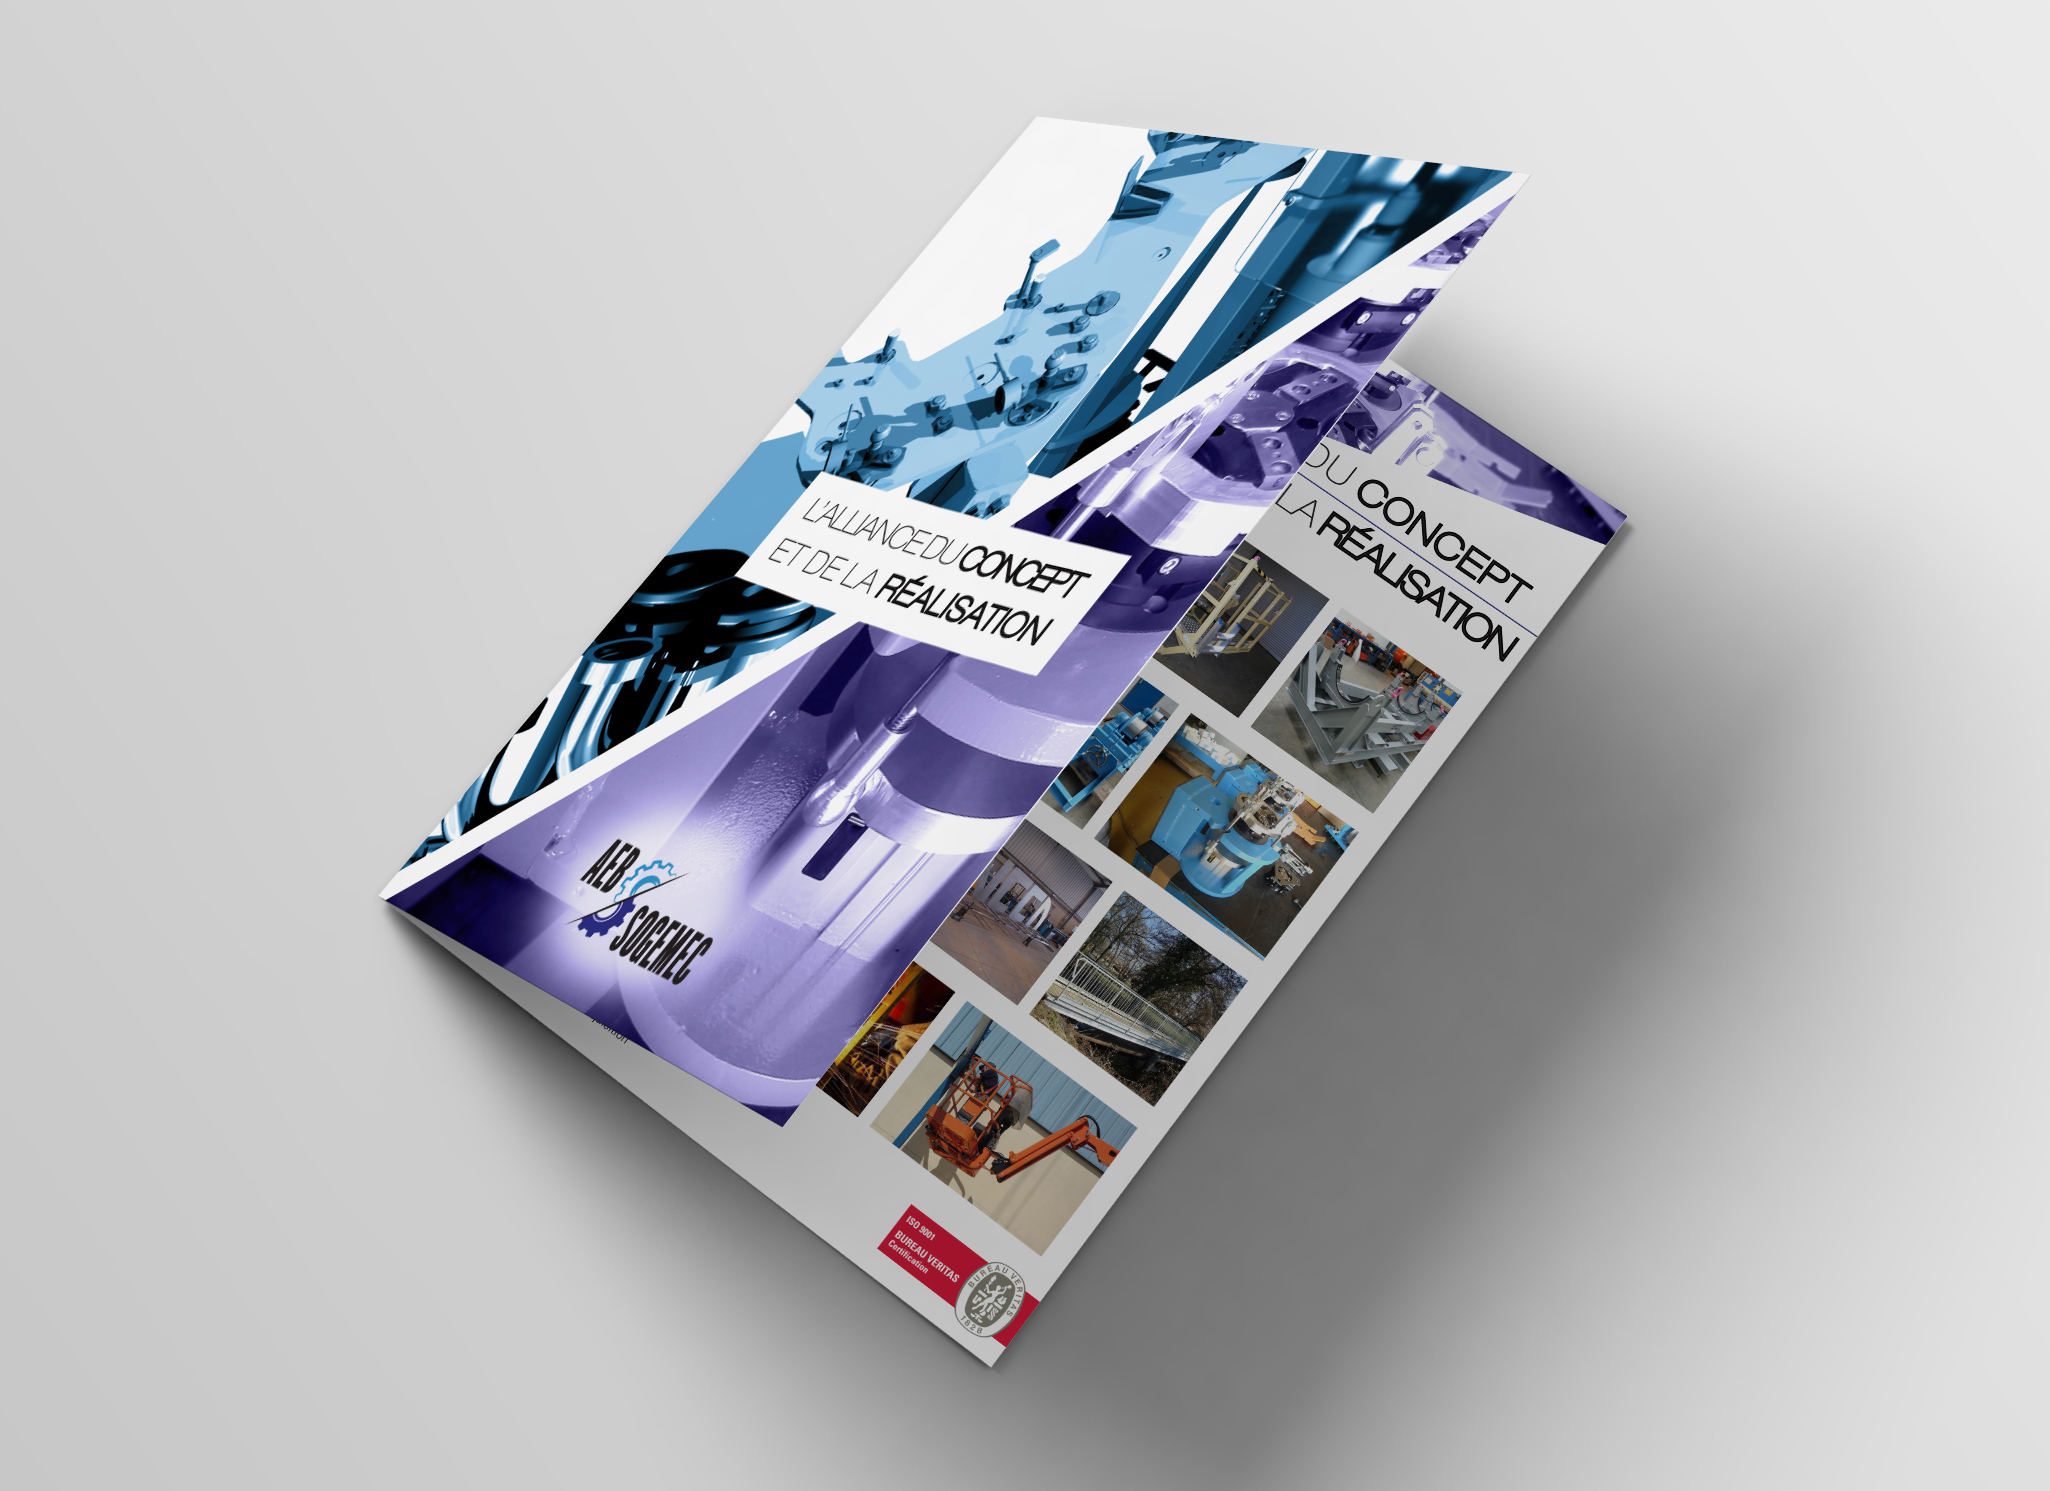 L'ALLIANCE DU CONCEPT
ET DE LA RÉALISATION
AEB
SOGEMEC
DU CONCEPT
LA RÉALISATION
ISO 9001
BUREAU VERITAS
Certification
BUREAU VERITAS
1828